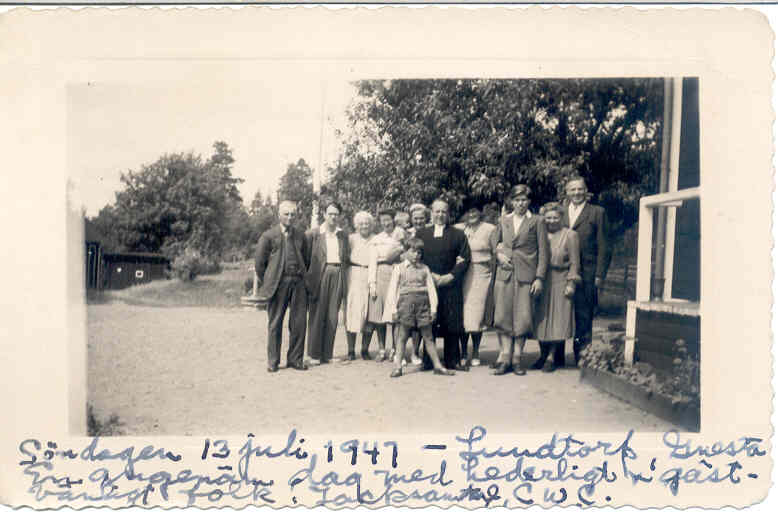 Söndagen 13 juli 1947 - Lundtorp Gnesta
En angenäm dag med hederligt n' gäst-
vänligt folk. Tacksamt C.W.C.